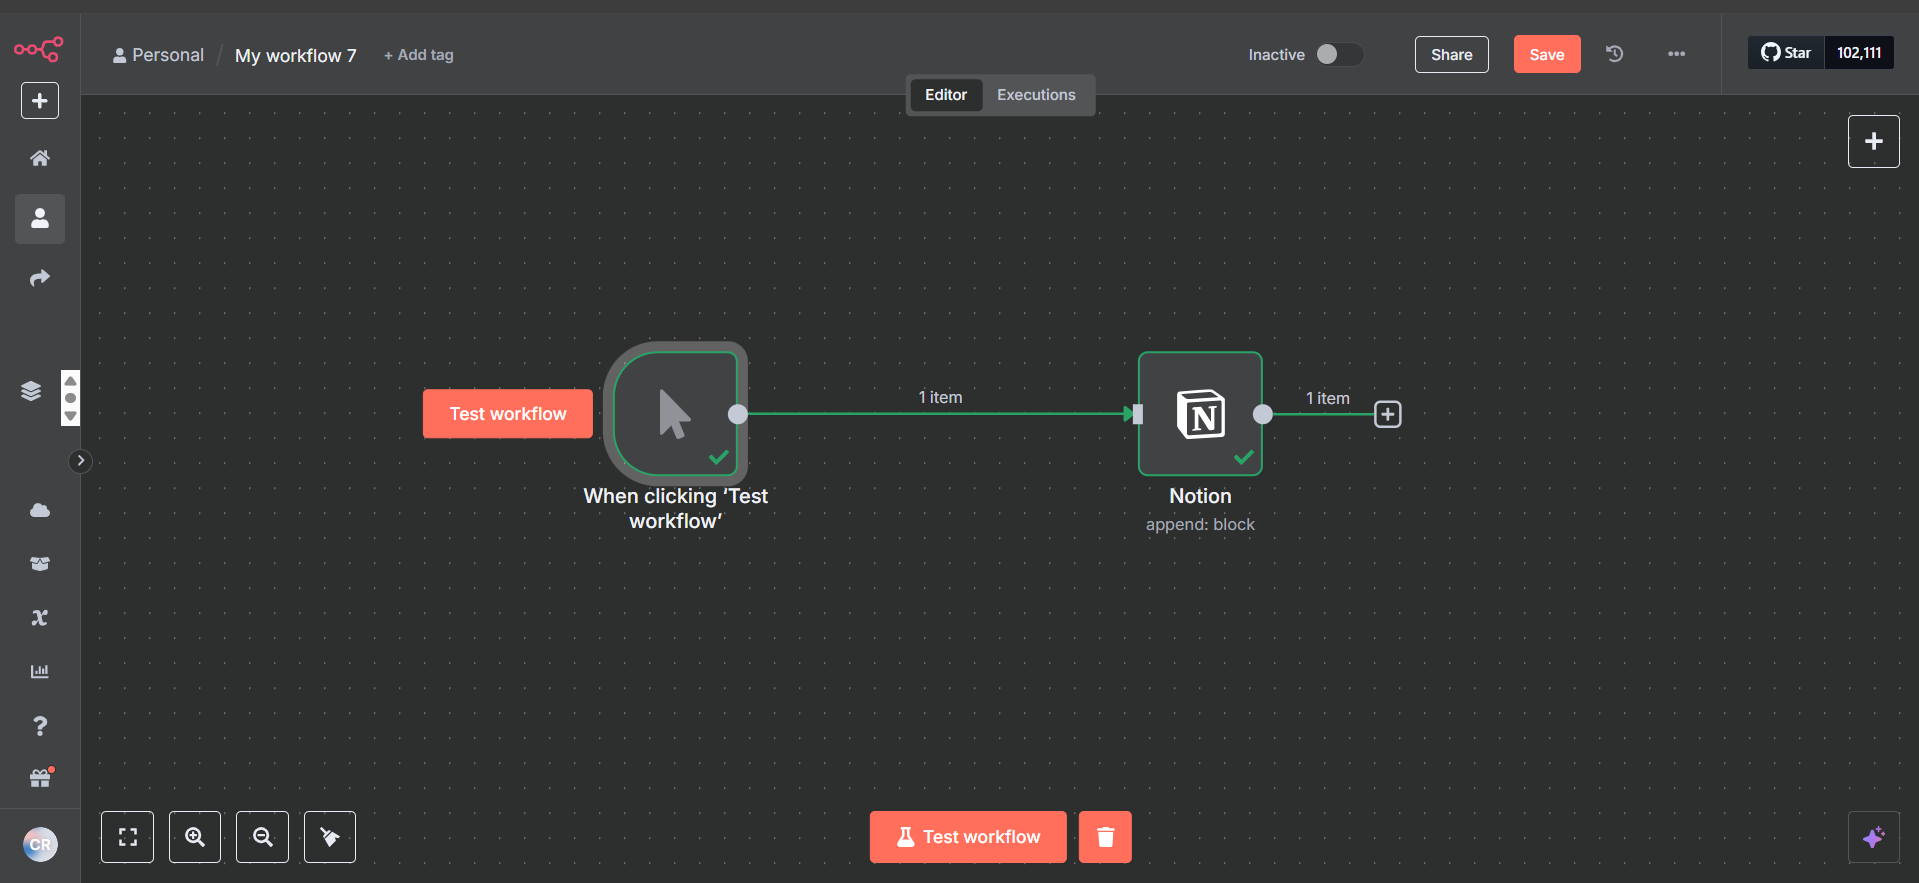 Personal / My workflow 7 + Add tag
Inactive
Share
Save
Star 102,111
Editor Executions
Test workflow
1 item
N
1 item
When clicking ‘Test
workflow’
Notion
append: block
CR
Test workflow